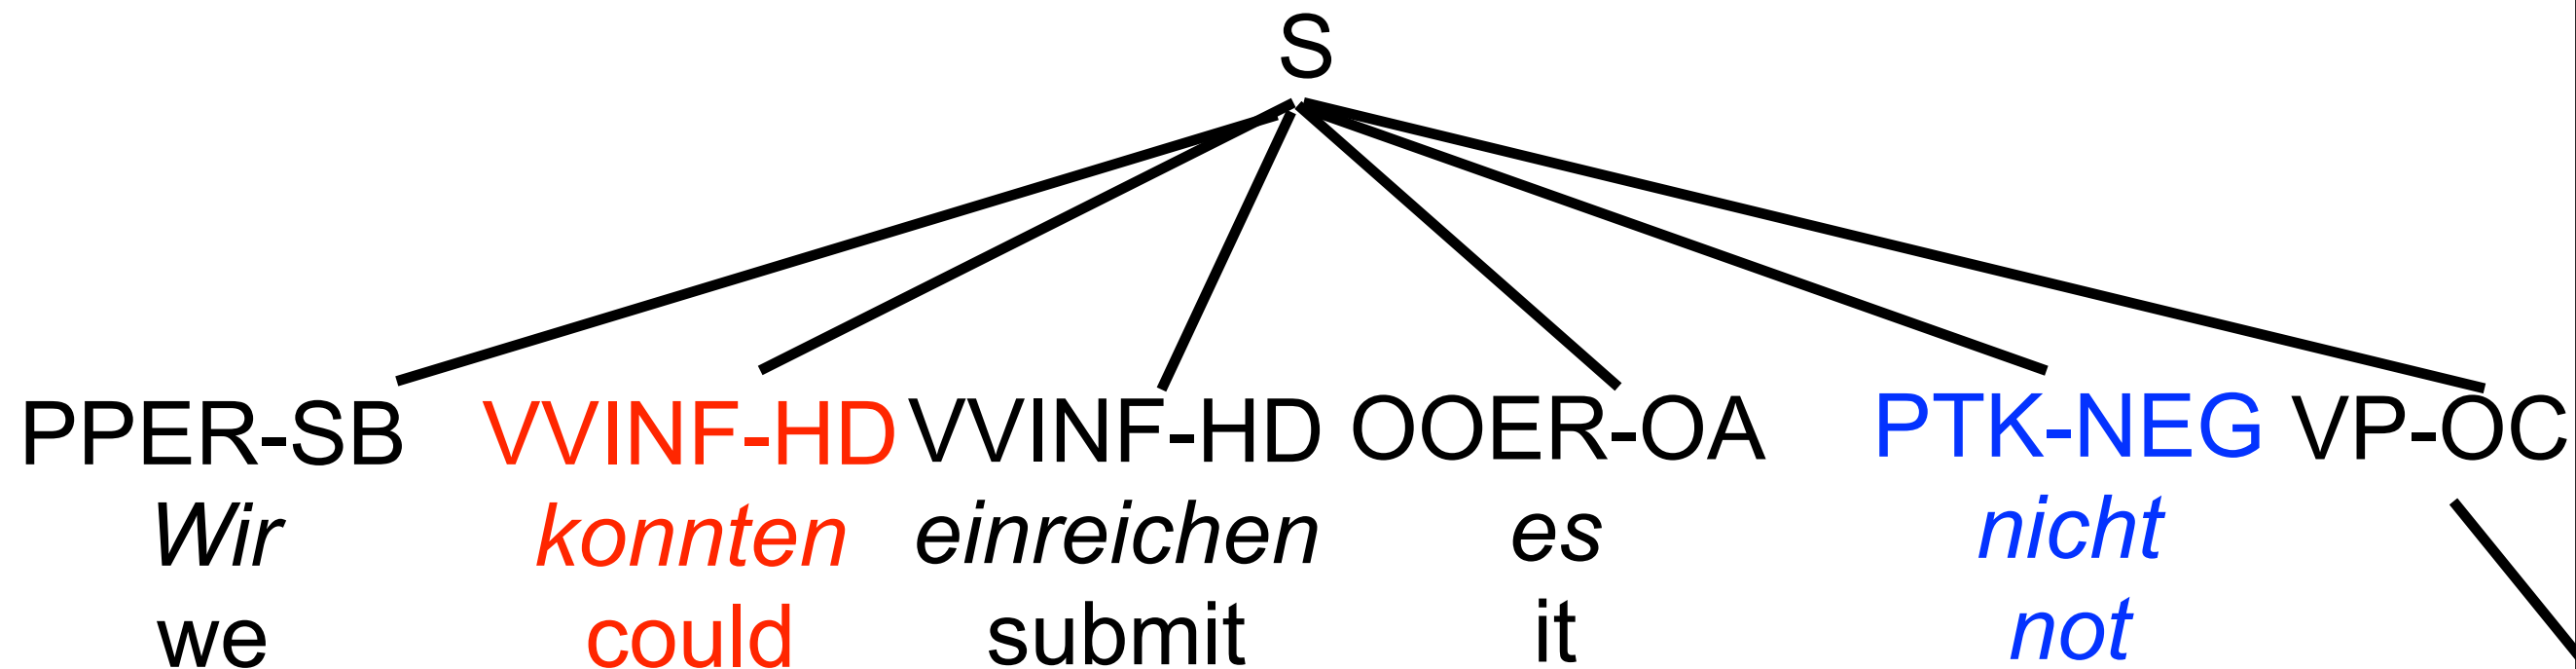 S
PPER-SB VVINF-HD VVINF-HD OOER-OA PTK-NEG VP-OC
Wir konnten einreichen es nicht
we could submit it not